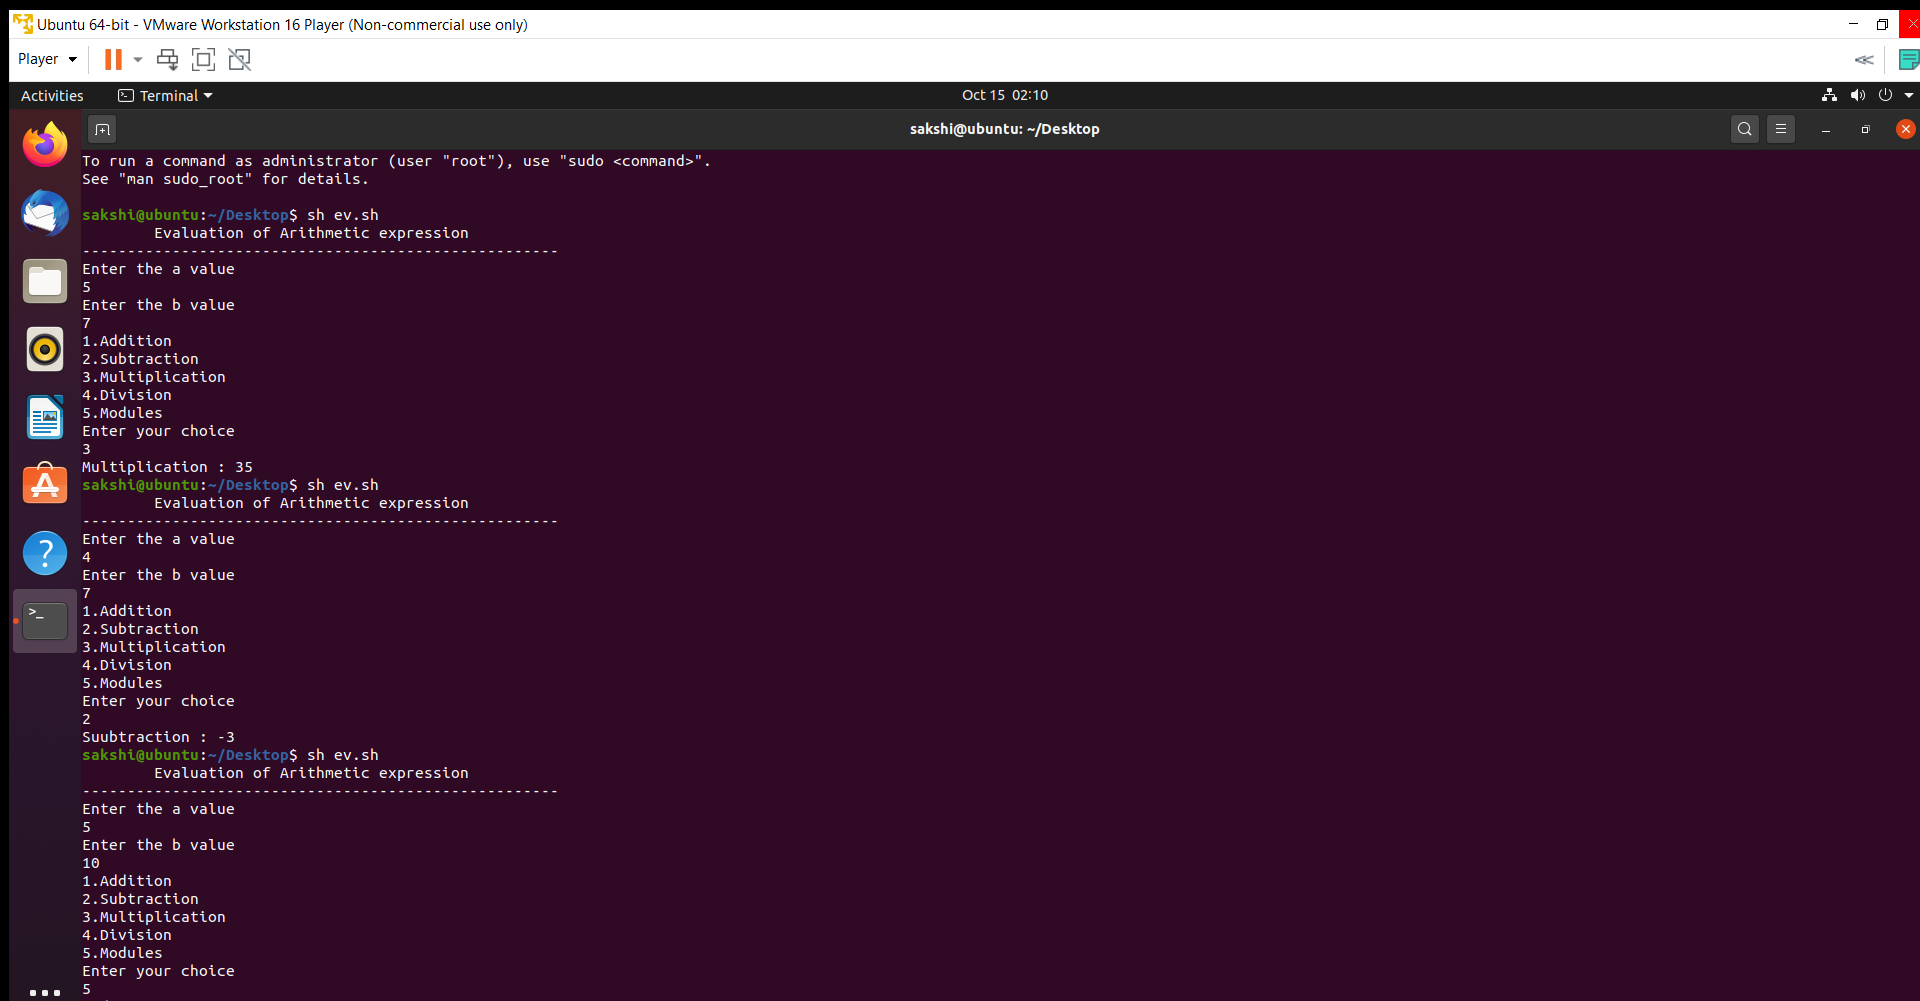 Ubuntu 64-bit - VMware Workstation 16 Player (Non-commercial use only)
Player
Activities
Terminal
Oct 15 02:10
sakshi@ubuntu: ~/Desktop
To run a command as administrator (user "root"), use "sudo <command>".
See "man sudo_root" for details.
sakshi@ubuntu:~/Desktop$ sh ev.sh
Evaluation of Arithmetic expression
-----------------------------------------------------
Enter the a value
5
Enter the b value
7
1.Addition
2.Subtraction
3.Multiplication
4.Division
5.Modules
Enter your choice
3
Multiplication : 35
sakshi@ubuntu:~/Desktop$ sh ev.sh
Evaluation of Arithmetic expression
-----------------------------------------------------
Enter the a value
4
Enter the b value
7
1.Addition
2.Subtraction
3.Multiplication
4.Division
5.Modules
Enter your choice
2
Suubtraction : -3
sakshi@ubuntu:~/Desktop$ sh ev.sh
Evaluation of Arithmetic expression
-----------------------------------------------------
Enter the a value
5
Enter the b value
10
1.Addition
2.Subtraction
3.Multiplication
4.Division
5.Modules
Enter your choice
5